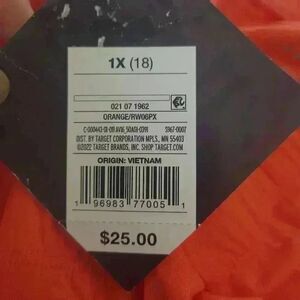 1X (18)
021 07 1962
ORANGE/RW06PX
DIST. BY TARGET CORPORATION MPLS., MN 55403
©2022 TARGET BRANDS, INC. SHOP TARGET.COM
ORIGIN: VIETNAM
1 96983 77005 1
$25.00